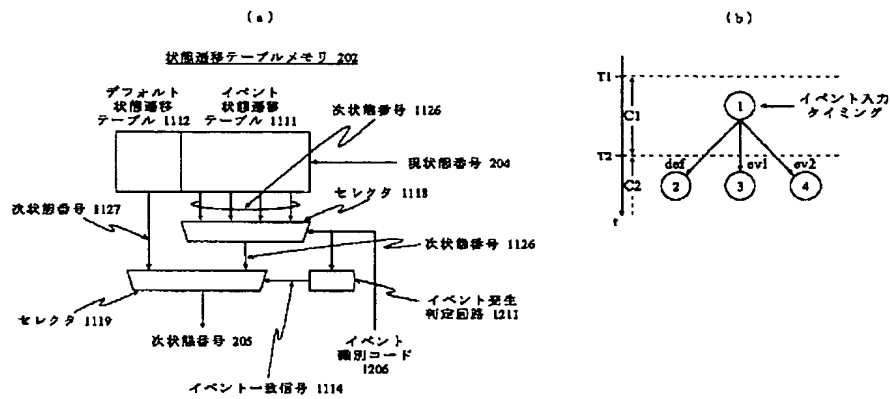 (a)
状態遷移テーブルメモリ 202
デフォルト
状態遷移
テーブル 1112
イベント
状態遷移
テーブル 1111
次状態番号 1126
現状態番号 204
セレクタ 1118
次状態番号 1127
次状態番号 1126
セレクタ 1119
イベント発生
判定回路 1211
次状態番号 205
イベント
識別コード
1206
イベント一致信号 1114
(b)
T1
C1
T2
C2
t
1
イベント入力
タイミング
def
ev1
ev2
2
3
4